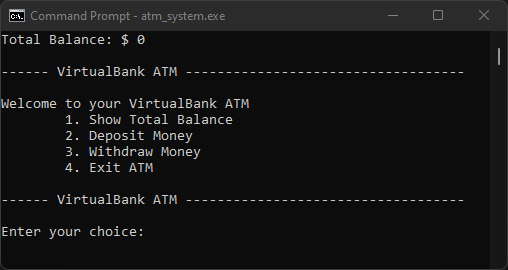 Command Prompt - atm_system.exe
Total Balance: $ 0
------ VirtualBank ATM -----------------------------------
Welcome to your VirtualBank ATM
1. Show Total Balance
2. Deposit Money
3. Withdraw Money
4. Exit ATM
------ VirtualBank ATM -----------------------------------
Enter your choice: